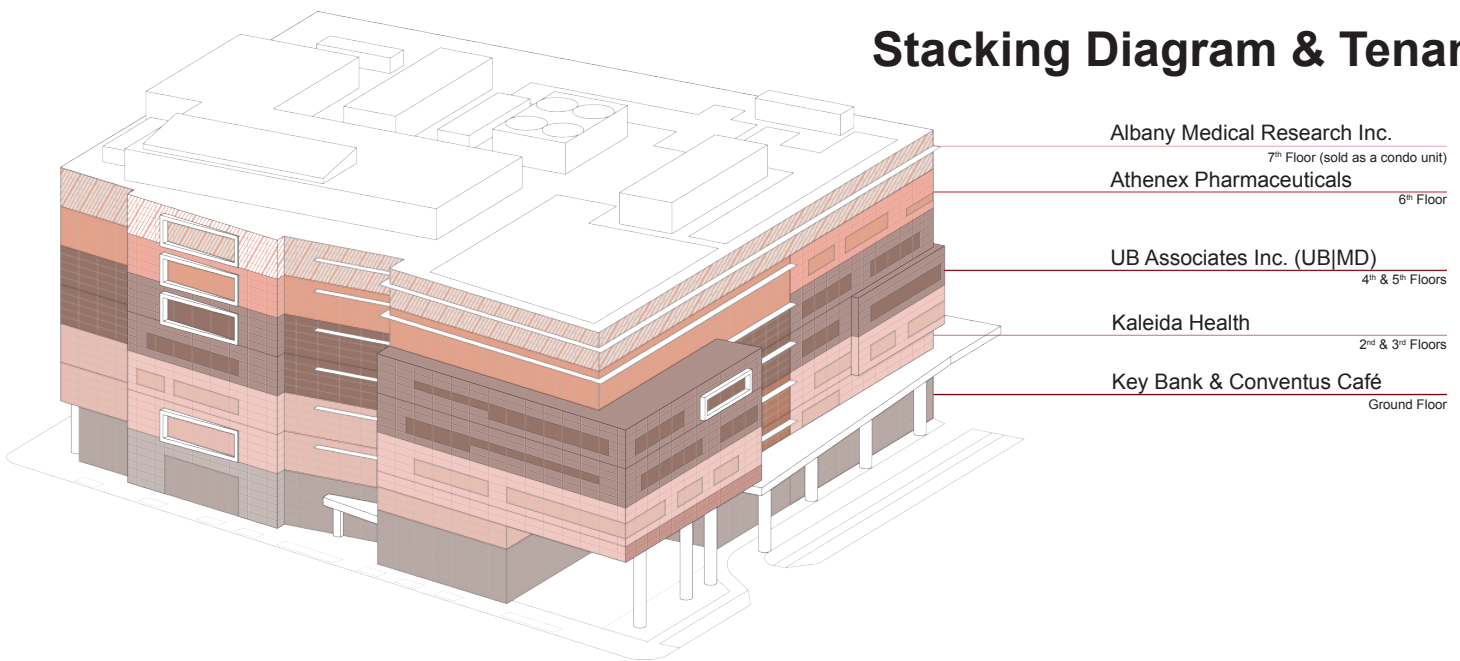 Stacking Diagram & Tenan
Albany Medical Research Inc.
7th Floor (sold as a condo unit)
Athenex Pharmaceuticals
6th Floor
UB Associates Inc. (UB|MD)
4th & 5th Floors
Kaleida Health
2nd & 3rd Floors
Key Bank & Conventus Café
Ground Floor